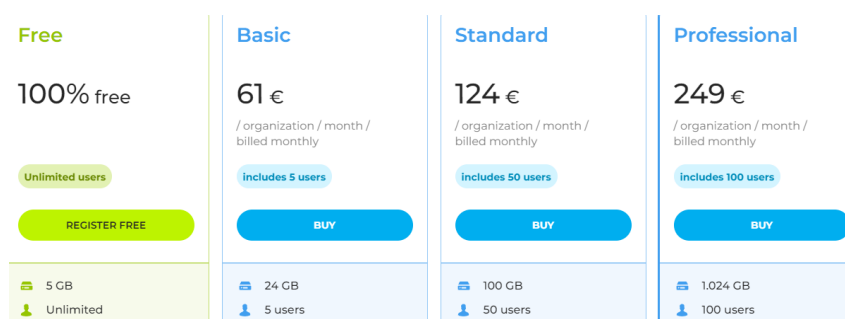 Free
100% free
Unlimited users
REGISTER FREE
5 GB
Unlimited
Basic
61 €
/ organization / month /
billed monthly
includes 5 users
BUY
24 GB
5 users
Standard
124 €
/ organization / month /
billed monthly
includes 50 users
BUY
100 GB
50 users
Professional
249 €
/ organization / month /
billed monthly
includes 100 users
BUY
1.024 GB
100 users